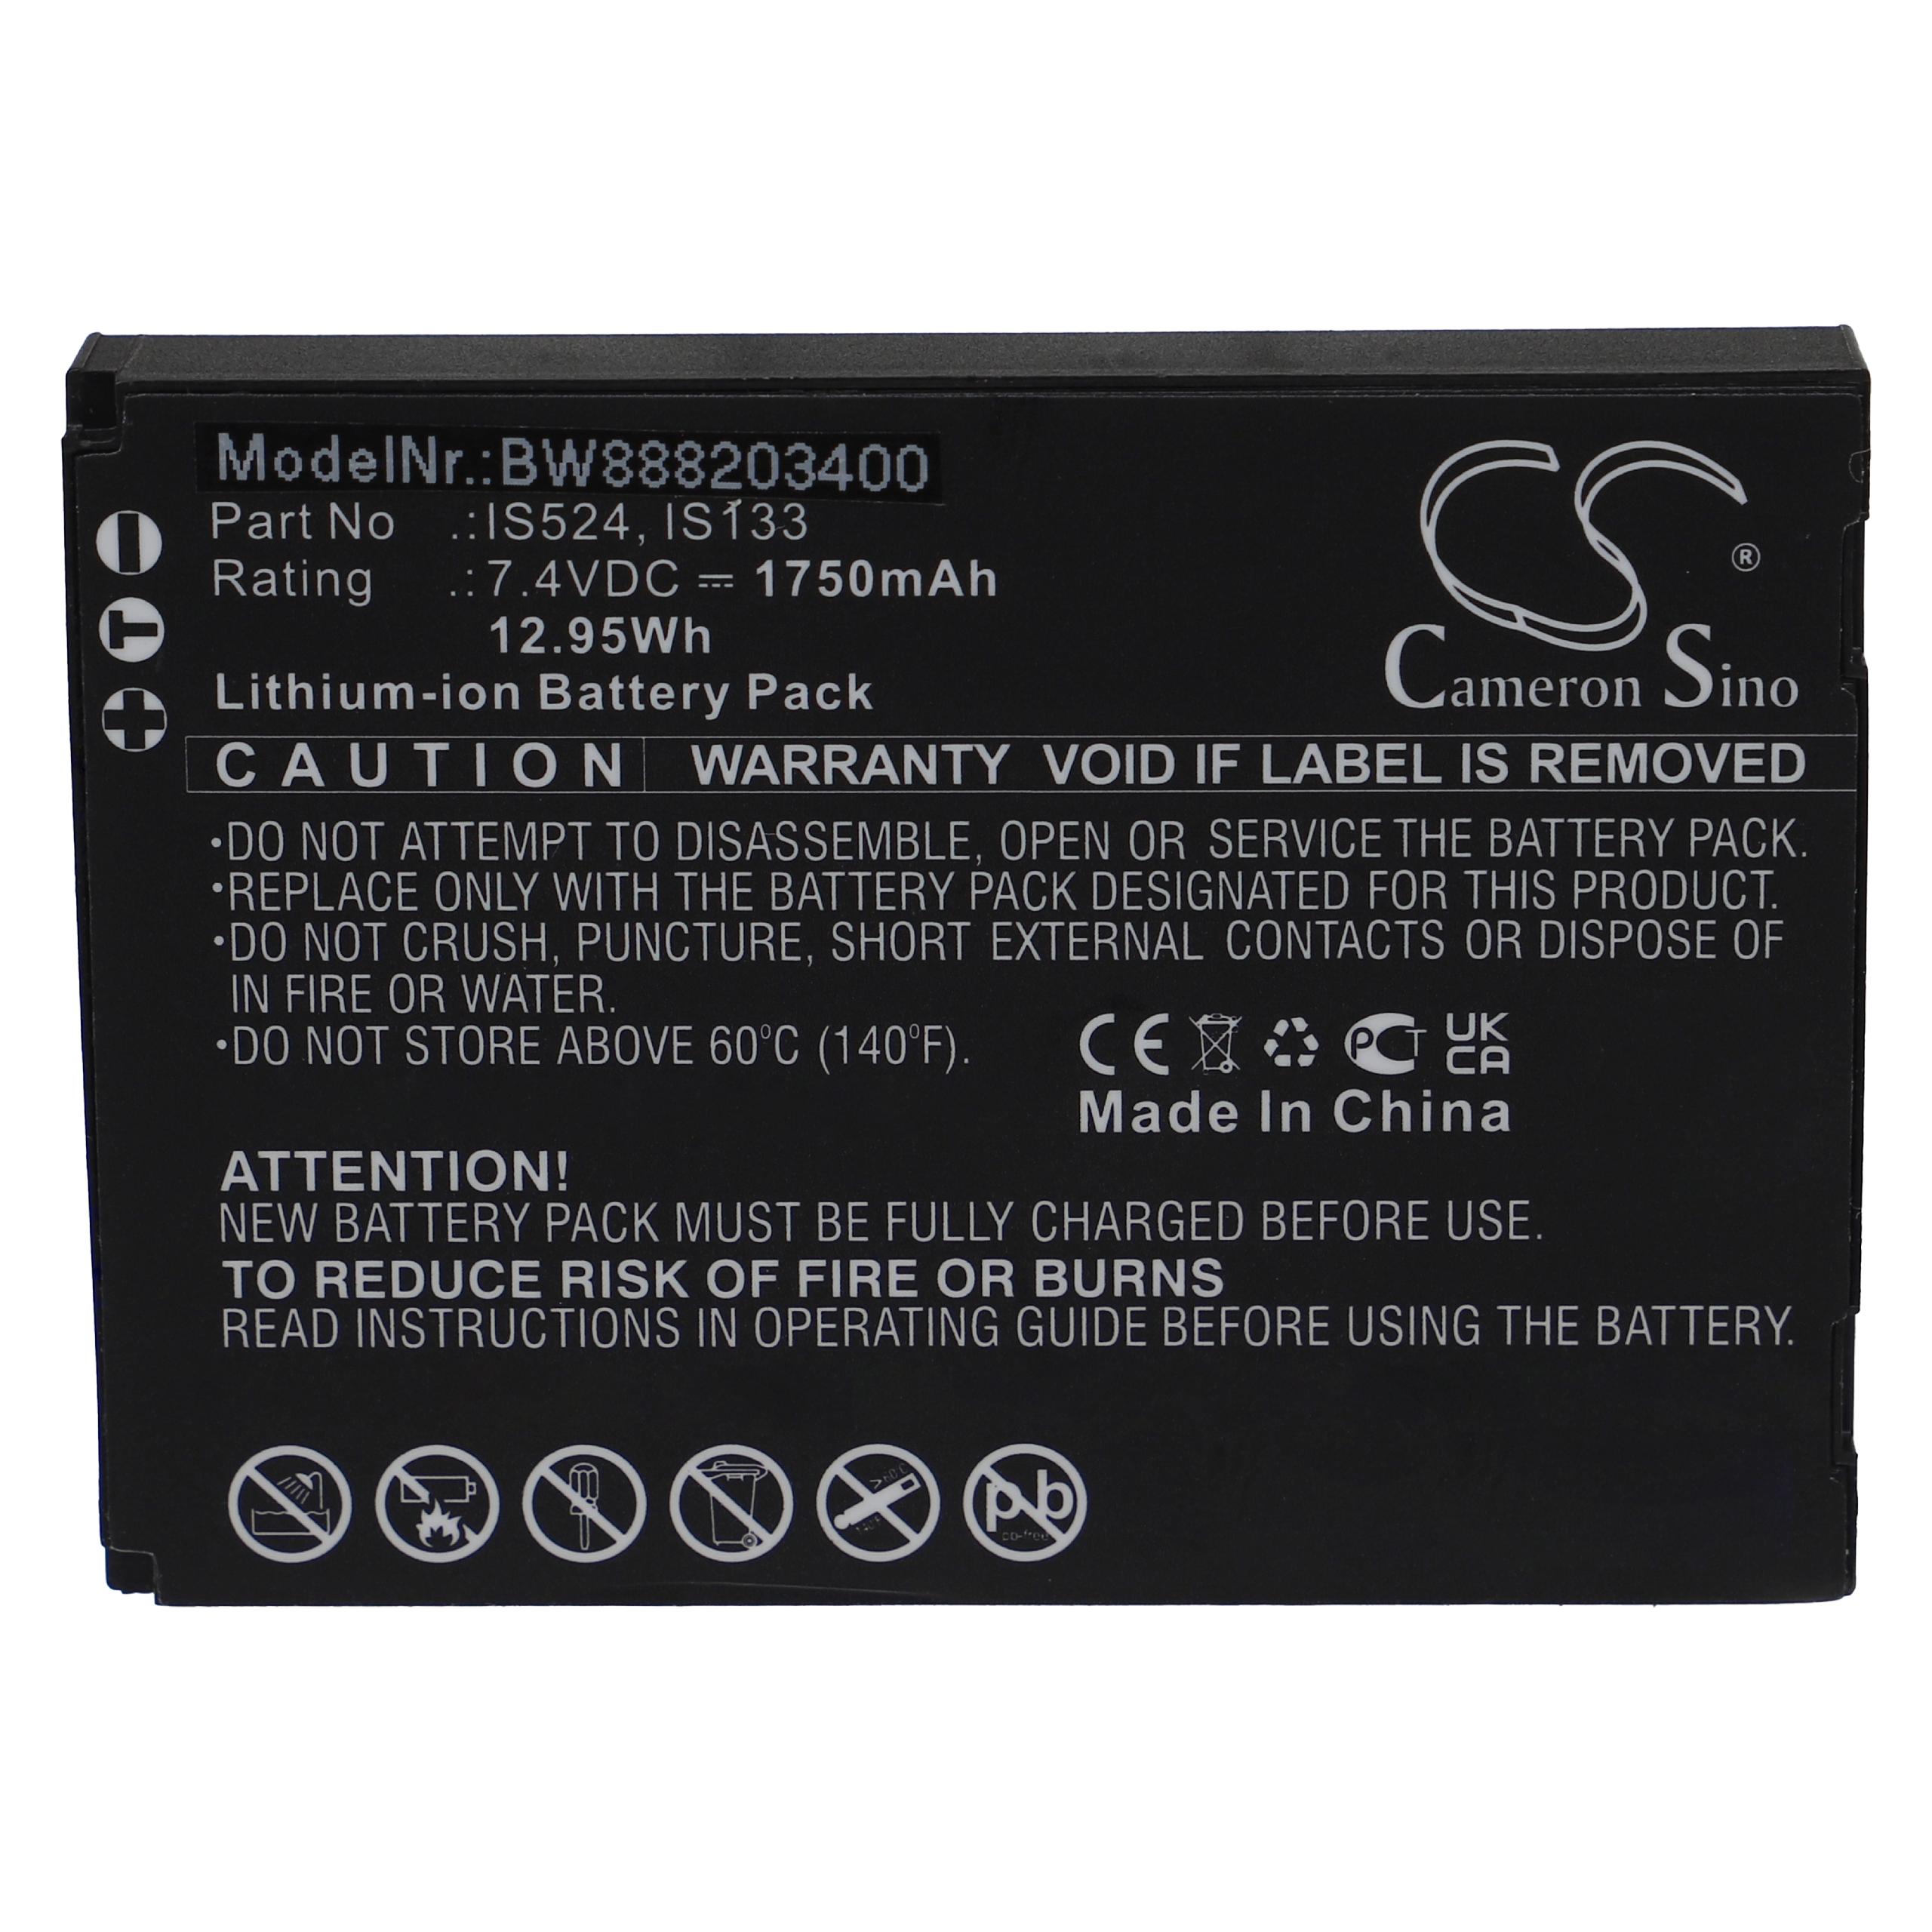 ModelNr.:BW888203400
Part No .:IS524, IS133
Rating .:7.4VDC ⎓ 1750mAh
12.95Wh
Lithium-ion Battery Pack
CS
®
Cameron Sino
CAUTION WARRANTY VOID IF LABEL IS REMOVED
•DO NOT ATTEMPT TO DISASSEMBLE, OPEN OR SERVICE THE BATTERY PACK.
•REPLACE ONLY WITH THE BATTERY PACK DESIGNATED FOR THIS PRODUCT.
•DO NOT CRUSH, PUNCTURE, SHORT EXTERNAL CONTACTS OR DISPOSE OF
IN FIRE OR WATER.
•DO NOT STORE ABOVE 60°C (140°F).
CE PCT UK
CA
Made In China
ATTENTION!
NEW BATTERY PACK MUST BE FULLY CHARGED BEFORE USE.
TO REDUCE RISK OF FIRE OR BURNS
READ INSTRUCTIONS IN OPERATING GUIDE BEFORE USING THE BATTERY.
− T +
pb